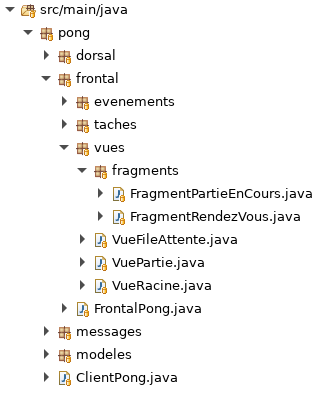 src/main/java
pong
dorsal
frontal
evenements
taches
vues
fragments
FragmentPartieEnCours.java
FragmentRendezVous.java
VueFileAttente.java
VuePartie.java
VueRacine.java
FrontalPong.java
messages
modeles
ClientPong.java